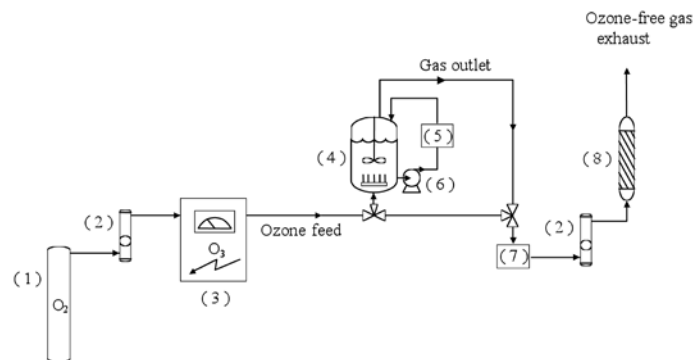 Ozone-free gas
exhaust
Gas outlet
(5)
(4)
(6)
(8)
(2)
O₃
Ozone feed
(2)
(7)
(1)
O₂
(3)